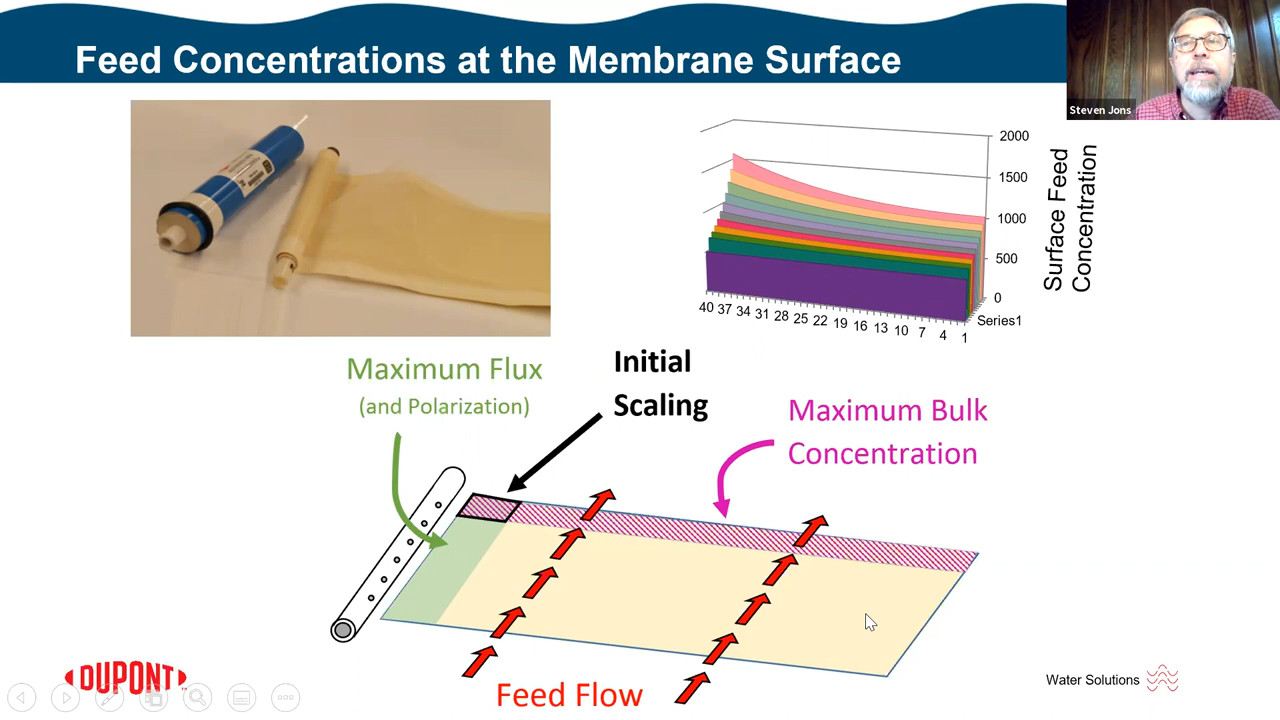 Feed Concentrations at the Membrane Surface
Steven Jons
2000
1500
1000
500
0
Surface Feed
Concentration
40 37 34 31 28 25 22 19 16 13 10 7 4 1
Series1
Maximum Flux
(and Polarization)
Initial
Scaling
Maximum Bulk
Concentration
Feed Flow
DUPONT
Water Solutions